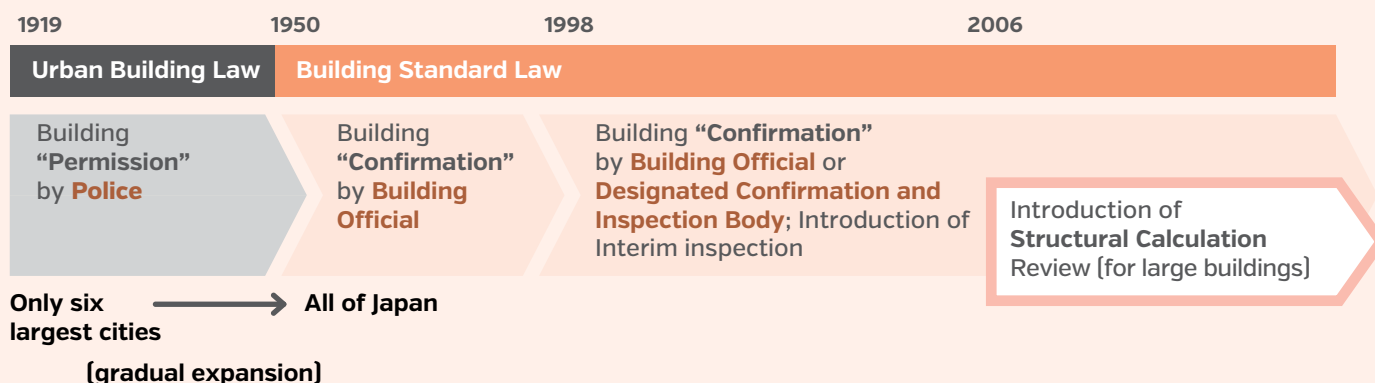 1919 1950 1998 2006
Urban Building Law Building Standard Law
Building
“Permission”
by Police
Building
“Confirmation”
by Building
Official
Building “Confirmation”
by Building Official or
Designated Confirmation and
Inspection Body; Introduction of
Interim inspection
Introduction of
Structural Calculation
Review (for large buildings)
Only six
largest cities
All of Japan
(gradual expansion)